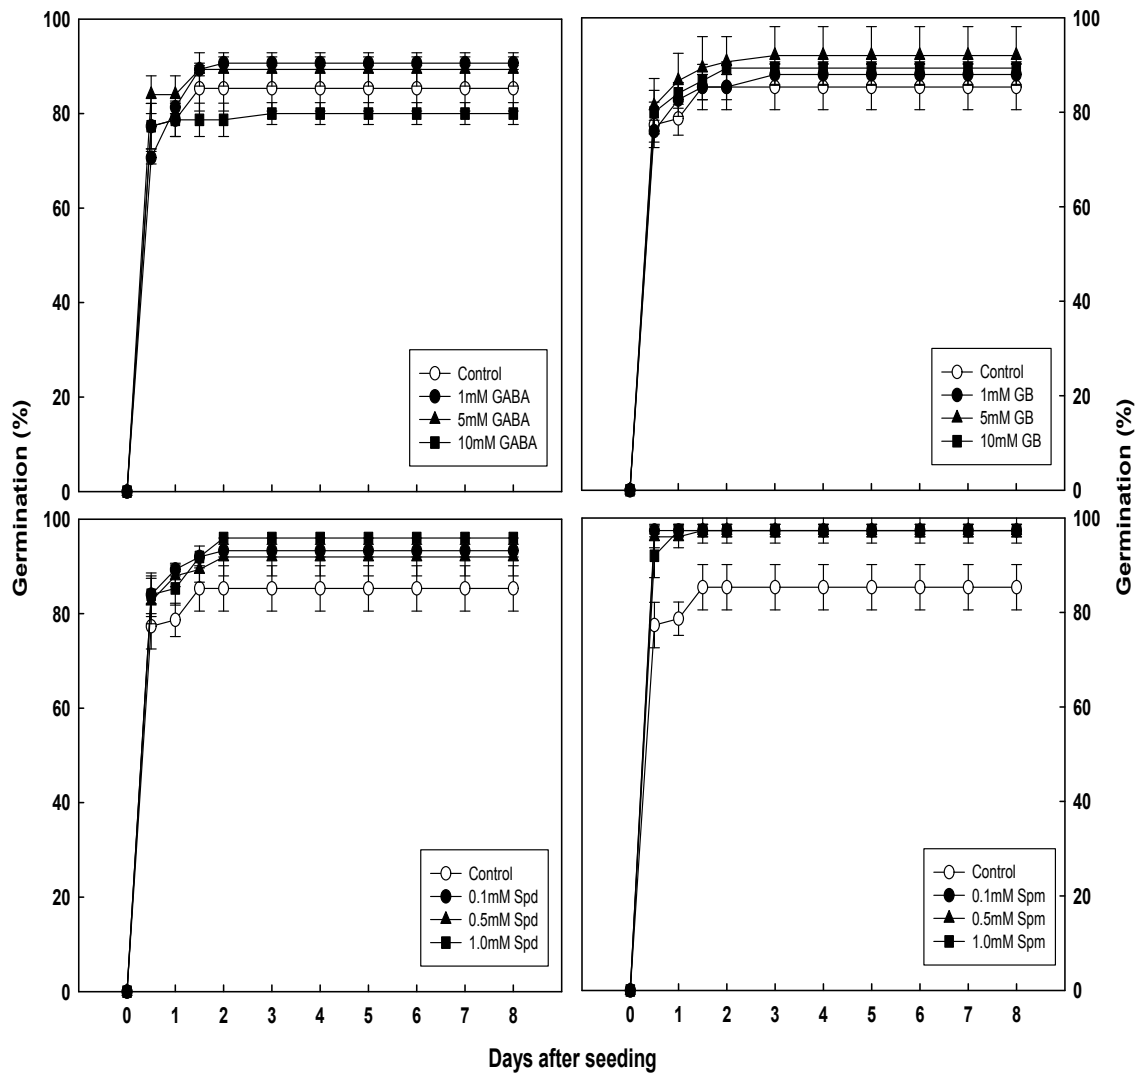 100
80
60
40
20
0
Control
1mM GABA
5mM GABA
10mM GABA
100
80
60
40
20
0
Control
1mM GB
5mM GB
10mM GB
Germination (%)
Germination (%)
100
80
60
40
20
0
Control
0.1mM Spd
0.5mM Spd
1.0mM Spd
0 1 2 3 4 5 6 7 8
100
80
60
40
20
0
Control
0.1mM Spm
0.5mM Spm
1.0mM Spm
0 1 2 3 4 5 6 7 8
Days after seeding